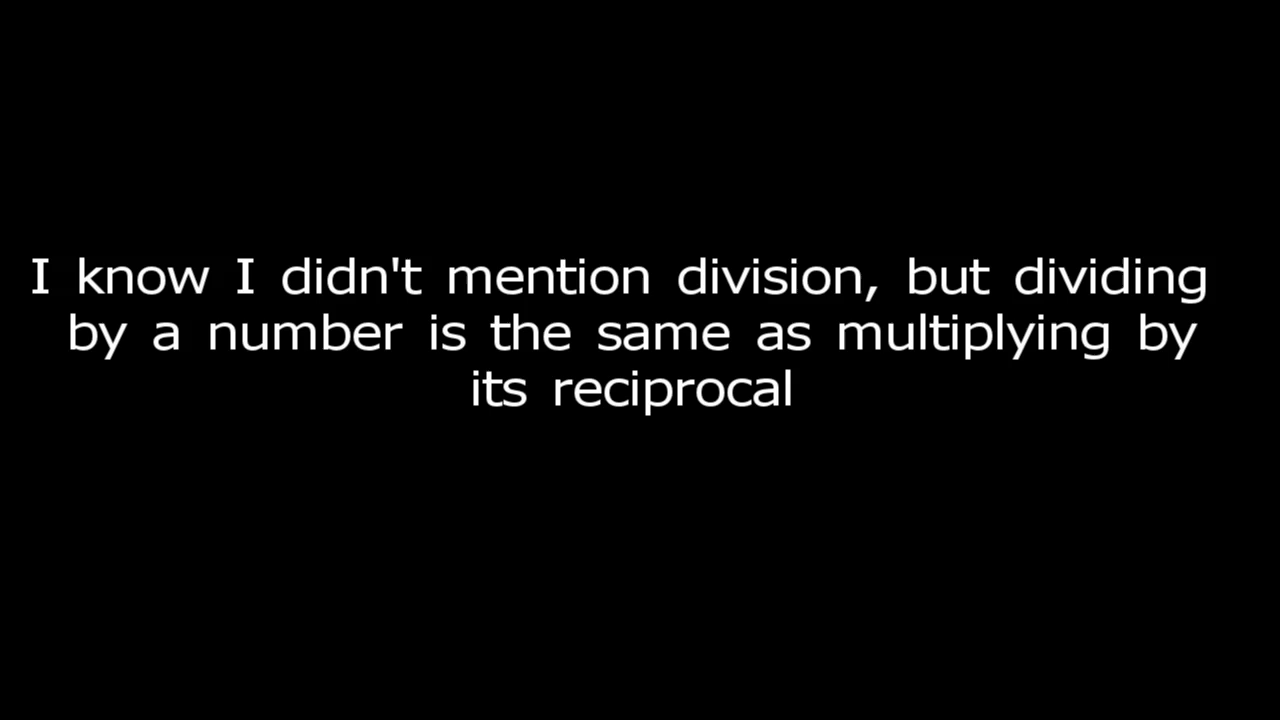 I know I didn't mention division, but dividing
by a number is the same as multiplying by
its reciprocal